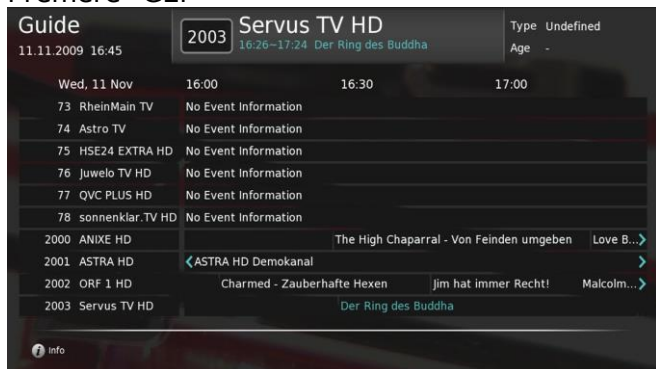 Guide
11.11.2009 16:45
2003 Servus TV HD
16:26~17:24 Der Ring des Buddha
Type Undefined
Age -
Wed, 11 Nov 16:00 16:30 17:00
73 RheinMain TV No Event Information
74 Astro TV No Event Information
75 HSE24 EXTRA HD No Event Information
76 Juwelo TV HD No Event Information
77 QVC PLUS HD No Event Information
78 sonnenklar.TV HD No Event Information
2000 ANIXE HD The High Chaparral - Von Feinden umgeben Love B...
2001 ASTRA HD ASTRA HD Demokanal
2002 ORF 1 HD Charmed - Zauberhafte Hexen Jim hat immer Recht! Malcolm...
2003 Servus TV HD Der Ring des Buddha
i Info